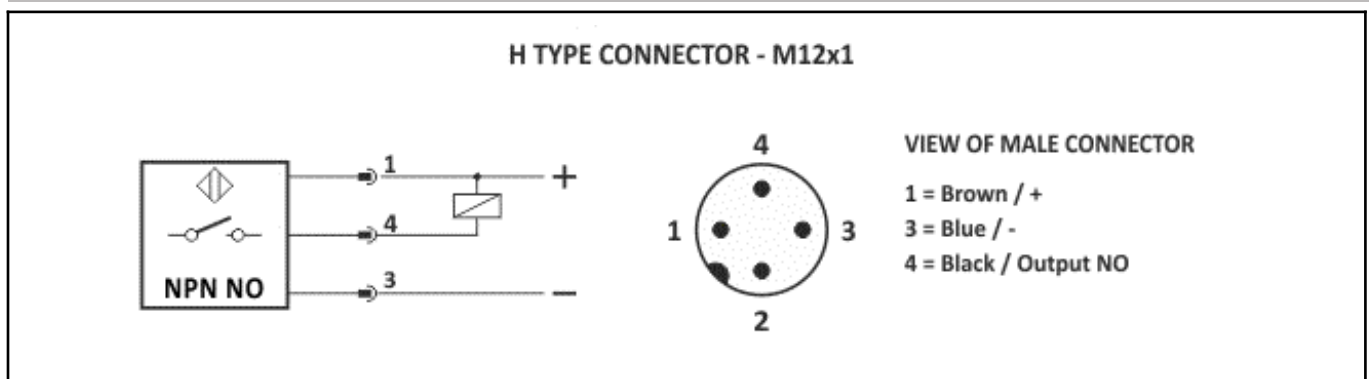 H TYPE CONNECTOR - M12x1
1
+
4
NPN NO
3
−
4
1
3
2
VIEW OF MALE CONNECTOR
1 = Brown / +
3 = Blue / -
4 = Black / Output NO